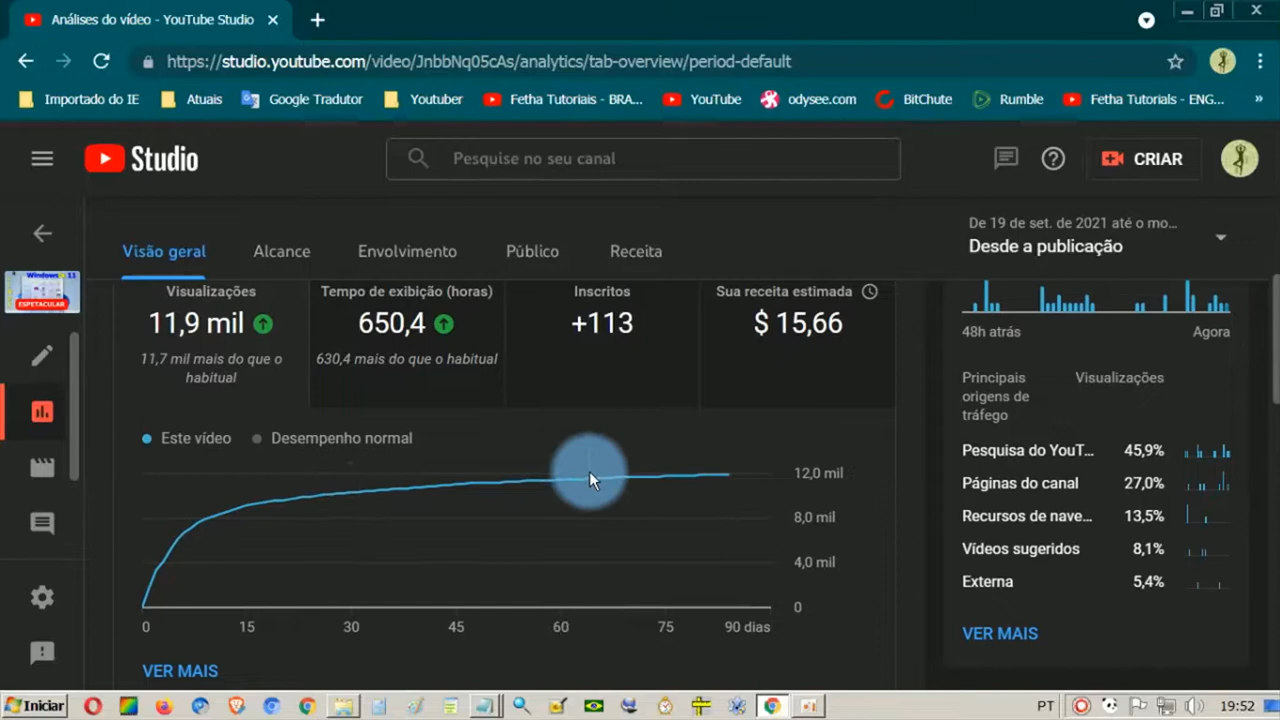 Análises do vídeo - YouTube Studio
https://studio.youtube.com/video/JnbbNq05cAs/analytics/tab-overview/period-default
Importado do IE Atuais Google Tradutor Youtuber Fetha Tutoriais - BRA... YouTube odysee.com BitChute Rumble Fetha Tutorials - ENG... »
Studio
Pesquise no seu canal
CRIAR
De 19 de set. de 2021 até o mo...
Desde a publicação
Visão geral Alcance Envolvimento Público Receita
Windows 11
ESPETACULAR
Visualizações
11,9 mil
11,7 mil mais do que o
habitual
Tempo de exibição (horas)
650,4
630,4 mais do que o habitual
Inscritos
+113
Sua receita estimada
$ 15,66
Este vídeo Desempenho normal
12,0 mil
8,0 mil
4,0 mil
0
0 15 30 45 60 75 90 dias
VER MAIS
48h atrás Agora
Principais
origens de
tráfego
Visualizações
Pesquisa do YouT... 45,9%
Páginas do canal 27,0%
Recursos de nave... 13,5%
Vídeos sugeridos 8,1%
Externa 5,4%
VER MAIS
Iniciar
PT 19:52